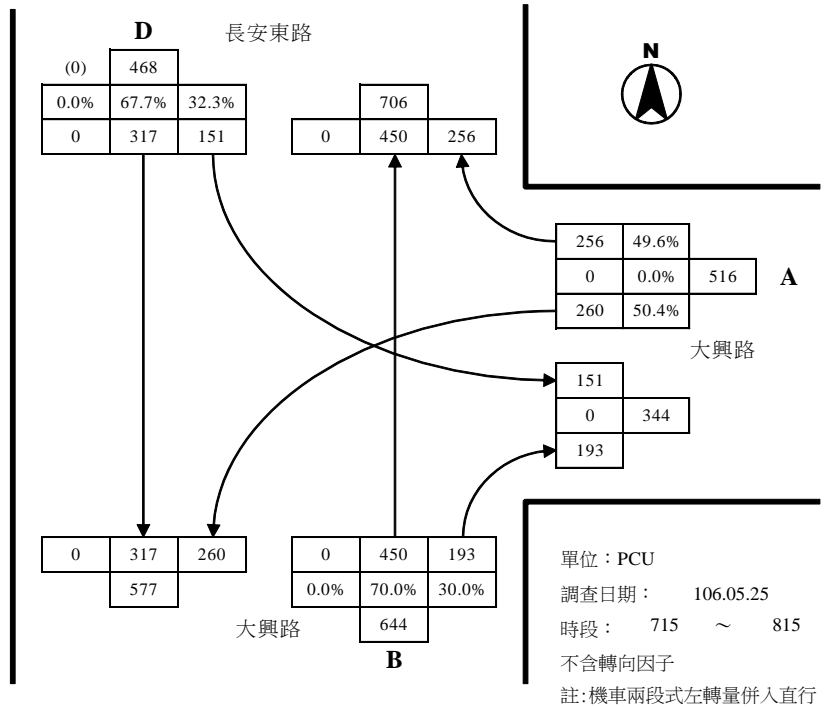 D
長安東路
N
(0) 468
0.0% 67.7% 32.3%
0 317 151
706
0 450 256
256 49.6%
0 0.0% 516
260 50.4%
A
大興路
151
0 344
193
0 317 260
577
0 450 193
0.0% 70.0% 30.0%
644
大興路
B
單位：PCU
調查日期： 106.05.25
時段： 715 ～ 815
不含轉向因子
註:機車兩段式左轉量併入直行